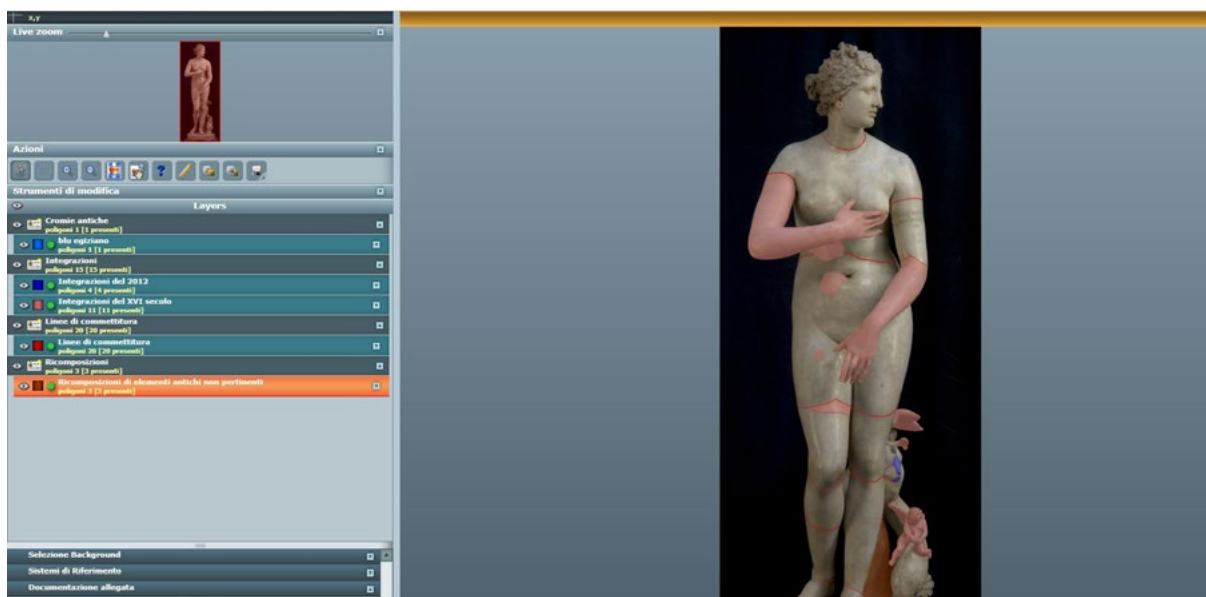 x,y
Live zoom
Azioni
Strumenti di modifica
Layers
Cromie antiche
poligoni 1 [1 presenti]
blu egiziano
poligoni 1 [1 presenti]
Integrazioni
poligoni 15 [15 presenti]
Integrazioni del 2012
poligoni 4 [4 presenti]
Integrazioni del XVI secolo
poligoni 11 [11 presenti]
Linee di commettitura
poligoni 20 [20 presenti]
Linee di commettitura
poligoni 20 [20 presenti]
Ricomposizioni
poligoni 3 [3 presenti]
Ricomposizioni di elementi antichi non pertinenti
poligoni 3 [3 presenti]
Selezione Background
Sistemi di Riferimento
Documentazione allegata